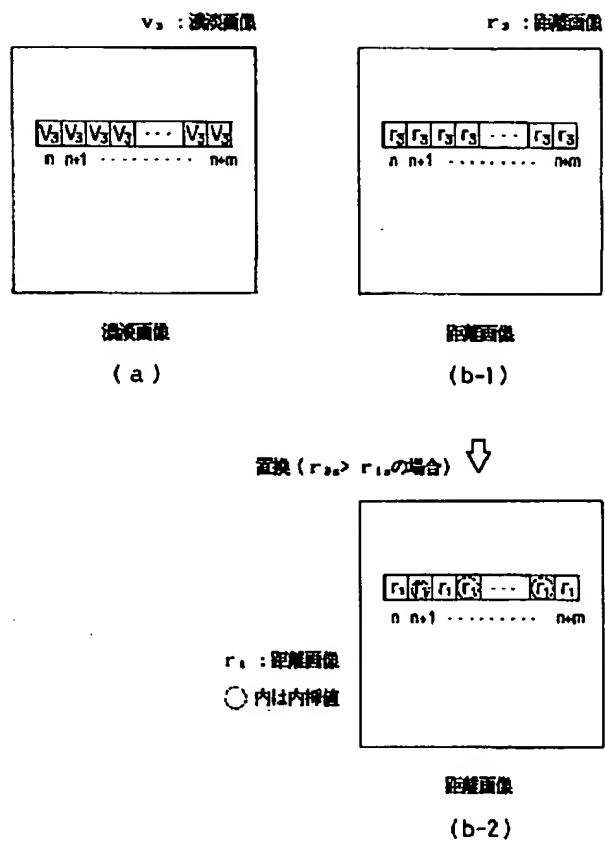 v₃ : 濃淡画像
r₃ : 距離画像
V₃ V₃ V₃ V₃ ··· V₃ V₃
n n+1 ·········· n+m
r₃ r₃ r₃ r₃ ··· r₃ r₃
n n+1 ·········· n+m
濃淡画像
(a)
距離画像
(b-1)
置換 ( r₃ₐ> r₁ₐの場合)
r₁ r₁ r₁ r₁ ··· r₁ r₁
n n+1 ·········· n+m
r₁ : 距離画像
内は内挿値
距離画像
(b-2)